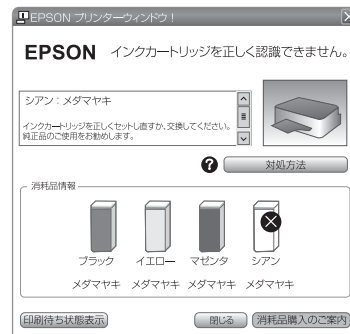 EPSON プリンターウィンドウ!
EPSON インクカートリッジを正しく認識できません。
シアン:メダマヤキ
インクカートリッジを正しくセットし直すか、交換してください。
純正品のご使用をお勧めします。
? 対処方法
消耗品情報
ブラック イエロー マゼンタ シアン
メダマヤキ メダマヤキ メダマヤキ メダマヤキ
印刷待ち状態表示 閉じる 消耗品購入のご案内